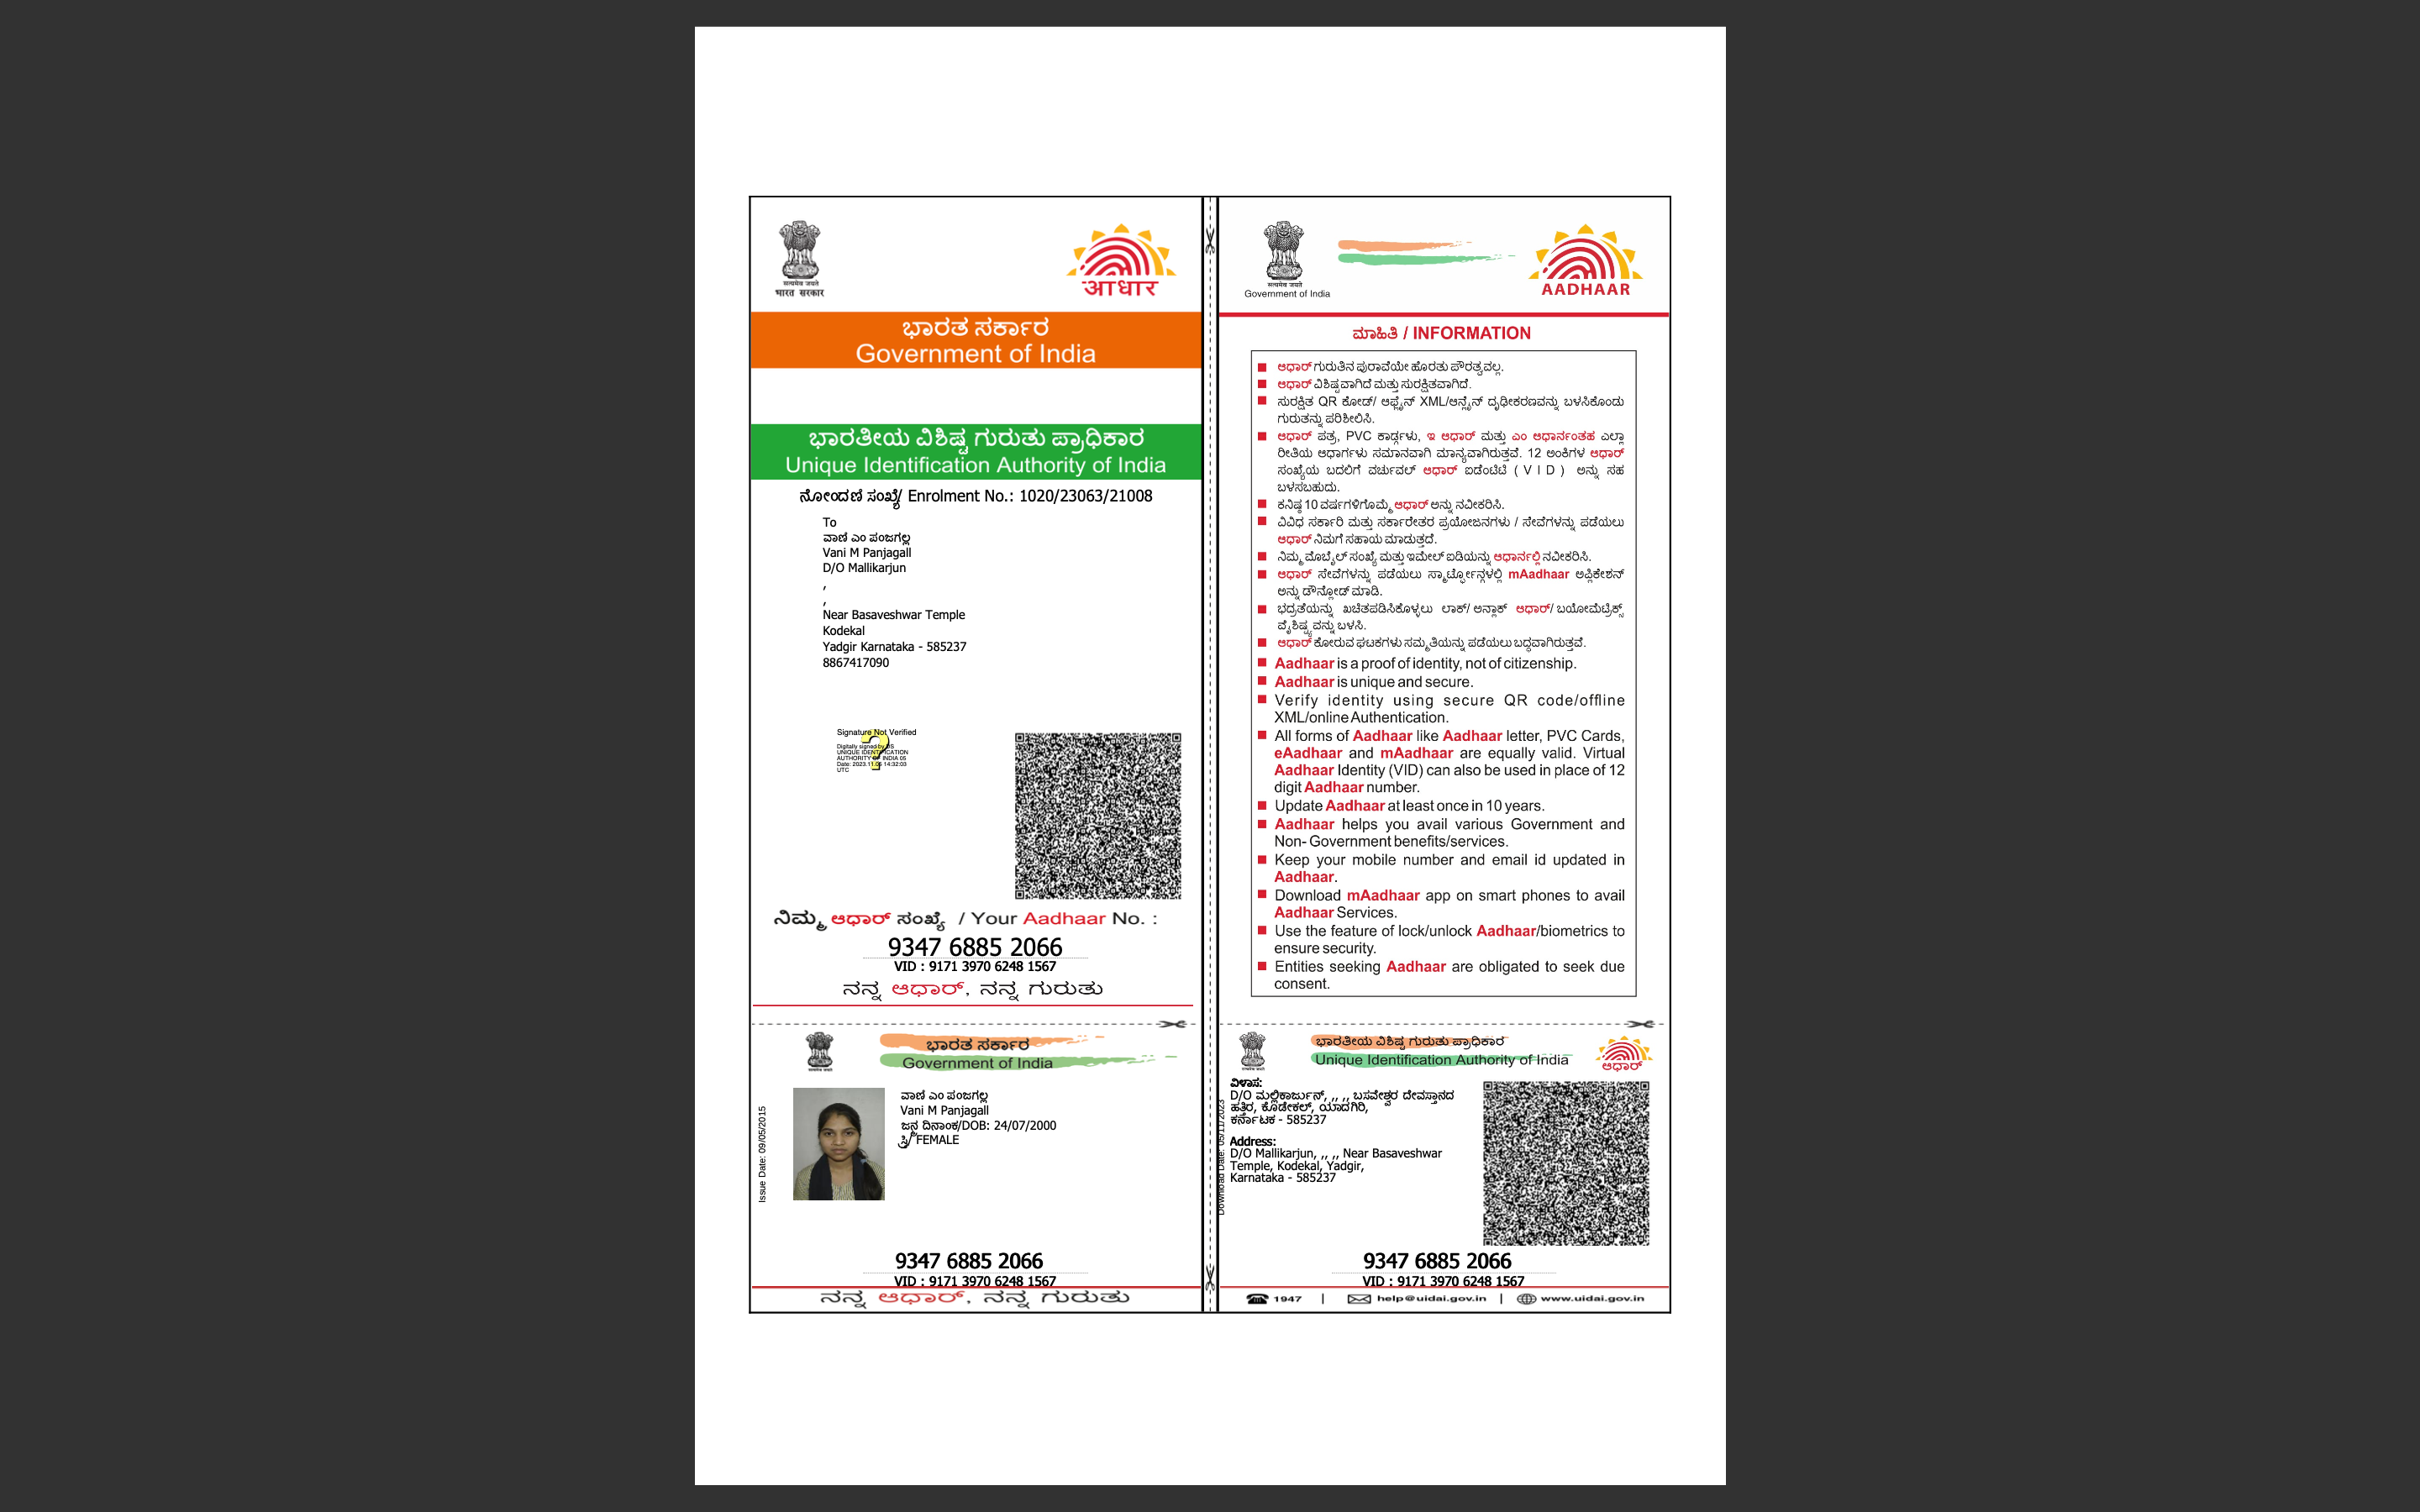 सत्यमेव जयते
भारत सरकार
आधार
ಭಾರತ ಸರ್ಕಾರ
Government of India
ಭಾರತೀಯ ವಿಶಿಷ್ಟ ಗುರುತು ಪ್ರಾಧಿಕಾರ
Unique Identification Authority of India
ನೋಂದಣಿ ಸಂಖ್ಯೆ/ Enrolment No.: 1020/23063/21008
To
ವಾಣಿ ಎಂ ಪಂಜಗಲ್ಲ
Vani M Panjagall
D/O Mallikarjun
,
,
Near Basaveshwar Temple
Kodekal
Yadgir Karnataka - 585237
8867417090
Signature Not Verified
Digitally signed by DS
UNIQUE IDENTIFICATION
AUTHORITY OF INDIA 05
Date: 2023.11.05 14:32:03
UTC
ನಿಮ್ಮ ಆಧಾರ್ ಸಂಖ್ಯೆ / Your Aadhaar No. :
9347 6885 2066
VID : 9171 3970 6248 1567
ನನ್ನ ಆಧಾರ್, ನನ್ನ ಗುರುತು
सत्यमेव जयते
Government of India
AADHAAR
ಮಾಹಿತಿ / INFORMATION
ಆಧಾರ್ ಗುರುತಿನ ಪುರಾವೆಯೇ ಹೊರತು ಪೌರತ್ವವಲ್ಲ.
ಆಧಾರ್ ವಿಶಿಷ್ಟವಾಗಿದೆ ಮತ್ತು ಸುರಕ್ಷಿತವಾಗಿದೆ.
ಸುರಕ್ಷಿತ QR ಕೋಡ್/ ಆಫ್ಲೈನ್ XML/ಆನ್ಲೈನ್ ದೃಢೀಕರಣವನ್ನು ಬಳಸಿಕೊಂಡು
ಗುರುತನ್ನು ಪರಿಶೀಲಿಸಿ.
ಆಧಾರ್ ಪತ್ರ, PVC ಕಾರ್ಡ್ಗಳು, ಇ ಆಧಾರ್ ಮತ್ತು ಎಂ ಆಧಾರ್ನಂತಹ ಎಲ್ಲಾ
ರೀತಿಯ ಆಧಾರ್ಗಳು ಸಮಾನವಾಗಿ ಮಾನ್ಯವಾಗಿರುತ್ತವೆ. 12 ಅಂಕಿಗಳ ಆಧಾರ್
ಸಂಖ್ಯೆಯ ಬದಲಿಗೆ ವರ್ಚುವಲ್ ಆಧಾರ್ ಐಡೆಂಟಿಟಿ ( V I D ) ಅನ್ನು ಸಹ
ಬಳಸಬಹುದು.
ಕನಿಷ್ಠ 10 ವರ್ಷಗಳಿಗೊಮ್ಮೆ ಆಧಾರ್ ಅನ್ನು ನವೀಕರಿಸಿ.
ವಿವಿಧ ಸರ್ಕಾರಿ ಮತ್ತು ಸರ್ಕಾರೇತರ ಪ್ರಯೋಜನಗಳು / ಸೇವೆಗಳನ್ನು ಪಡೆಯಲು
ಆಧಾರ್ ನಿಮಗೆ ಸಹಾಯ ಮಾಡುತ್ತದೆ.
ನಿಮ್ಮ ಮೊಬೈಲ್ ಸಂಖ್ಯೆ ಮತ್ತು ಇಮೇಲ್ ಐಡಿಯನ್ನು ಆಧಾರ್ನಲ್ಲಿ ನವೀಕರಿಸಿ.
ಆಧಾರ್ ಸೇವೆಗಳನ್ನು ಪಡೆಯಲು ಸ್ಮಾರ್ಟ್ಫೋನ್ಗಳಲ್ಲಿ mAadhaar ಅಪ್ಲಿಕೇಶನ್
ಅನ್ನು ಡೌನ್ಲೋಡ್ ಮಾಡಿ.
ಭದ್ರತೆಯನ್ನು ಖಚಿತಪಡಿಸಿಕೊಳ್ಳಲು ಲಾಕ್/ ಅನ್ಲಾಕ್ ಆಧಾರ್/ ಬಯೋಮೆಟ್ರಿಕ್ಸ್
ವೈಶಿಷ್ಟ್ಯವನ್ನು ಬಳಸಿ.
ಆಧಾರ್ ಕೋರುವ ಘಟಕಗಳು ಸಮ್ಮತಿಯನ್ನು ಪಡೆಯಲು ಬದ್ಧವಾಗಿರುತ್ತವೆ.
Aadhaar is a proof of identity, not of citizenship.
Aadhaar is unique and secure.
Verify identity using secure QR code/offline
XML/online Authentication.
All forms of Aadhaar like Aadhaar letter, PVC Cards,
eAadhaar and mAadhaar are equally valid. Virtual
Aadhaar Identity (VID) can also be used in place of 12
digit Aadhaar number.
Update Aadhaar at least once in 10 years.
Aadhaar helps you avail various Government and
Non- Government benefits/services.
Keep your mobile number and email id updated in
Aadhaar.
Download mAadhaar app on smart phones to avail
Aadhaar Services.
Use the feature of lock/unlock Aadhaar/biometrics to
ensure security.
Entities seeking Aadhaar are obligated to seek due
consent.
ಭಾರತ ಸರ್ಕಾರ
Government of India
Issue Date: 09/05/2015
ವಾಣಿ ಎಂ ಪಂಜಗಲ್ಲ
Vani M Panjagall
ಜನ್ಮ ದಿನಾಂಕ/DOB: 24/07/2000
ಸ್ತ್ರೀ/ FEMALE
9347 6885 2066
VID : 9171 3970 6248 1567
ನನ್ನ ಆಧಾರ್, ನನ್ನ ಗುರುತು
ಭಾರತೀಯ ವಿಶಿಷ್ಟ ಗುರುತು ಪ್ರಾಧಿಕಾರ
Unique Identification Authority of India
ಆಧಾರ್
Download Date: 05/11/2023
ವಿಳಾಸ:
D/O ಮಲ್ಲಿಕಾರ್ಜುನ್, ,, ,, ಬಸವೇಶ್ವರ ದೇವಸ್ತಾನದ
ಹತ್ತಿರ, ಕೊಡೇಕಲ್, ಯಾದಗಿರಿ,
ಕರ್ನಾಟಕ - 585237
Address:
D/O Mallikarjun, ,, ,, Near Basaveshwar
Temple, Kodekal, Yadgir,
Karnataka - 585237
9347 6885 2066
VID : 9171 3970 6248 1567
1947 | help@uidai.gov.in | www.uidai.gov.in